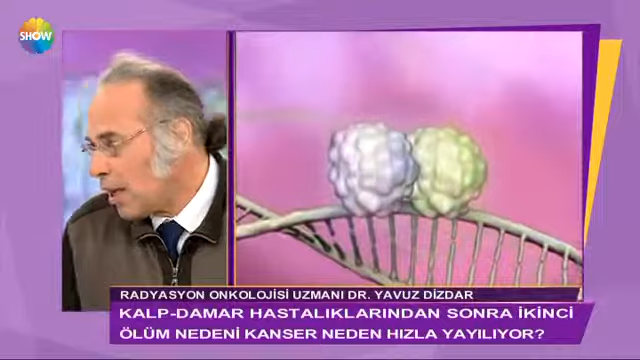 SHOW
RADYASYON ONKOLOJİSİ UZMANI DR. YAVUZ DİZDAR
KALP-DAMAR HASTALIKLARINDAN SONRA İKİNCİ
ÖLÜM NEDENİ KANSER NEDEN HIZLA YAYILIYOR?